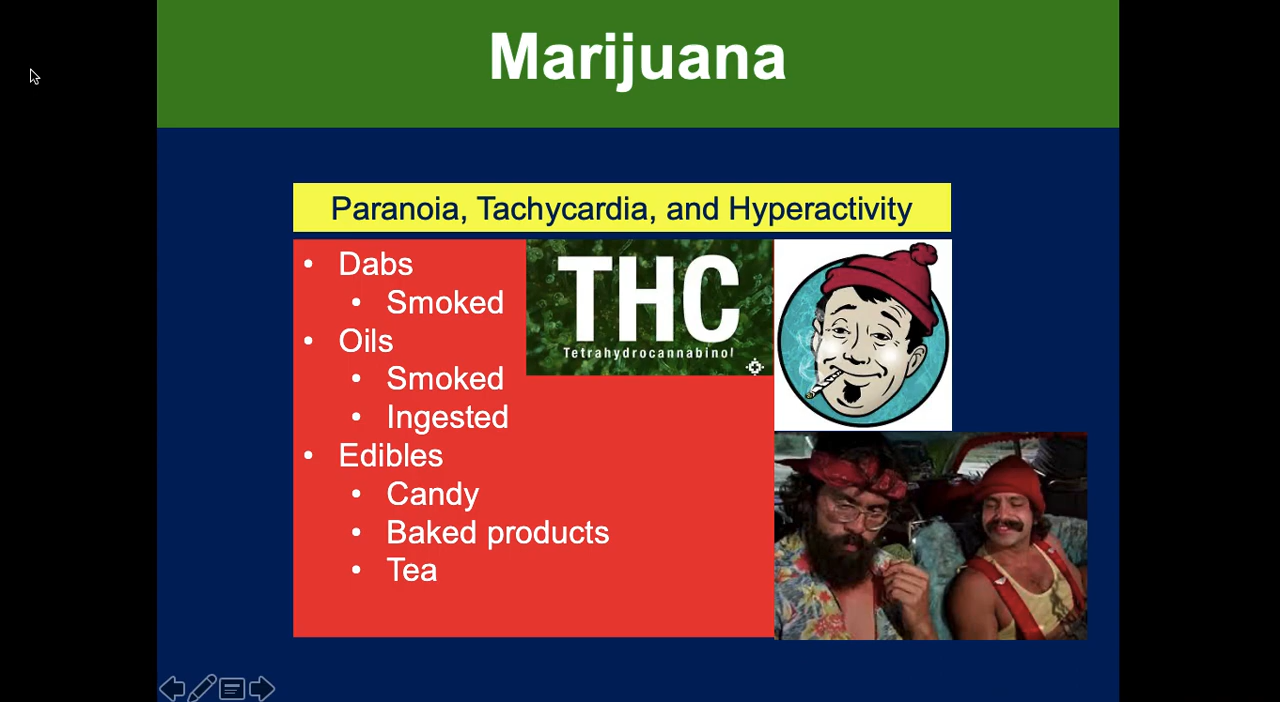 Marijuana
Paranoia, Tachycardia, and Hyperactivity
• Dabs
• Smoked
• Oils
• Smoked
• Ingested
• Edibles
• Candy
• Baked products
• Tea
THC
Tetrahydrocannabinol